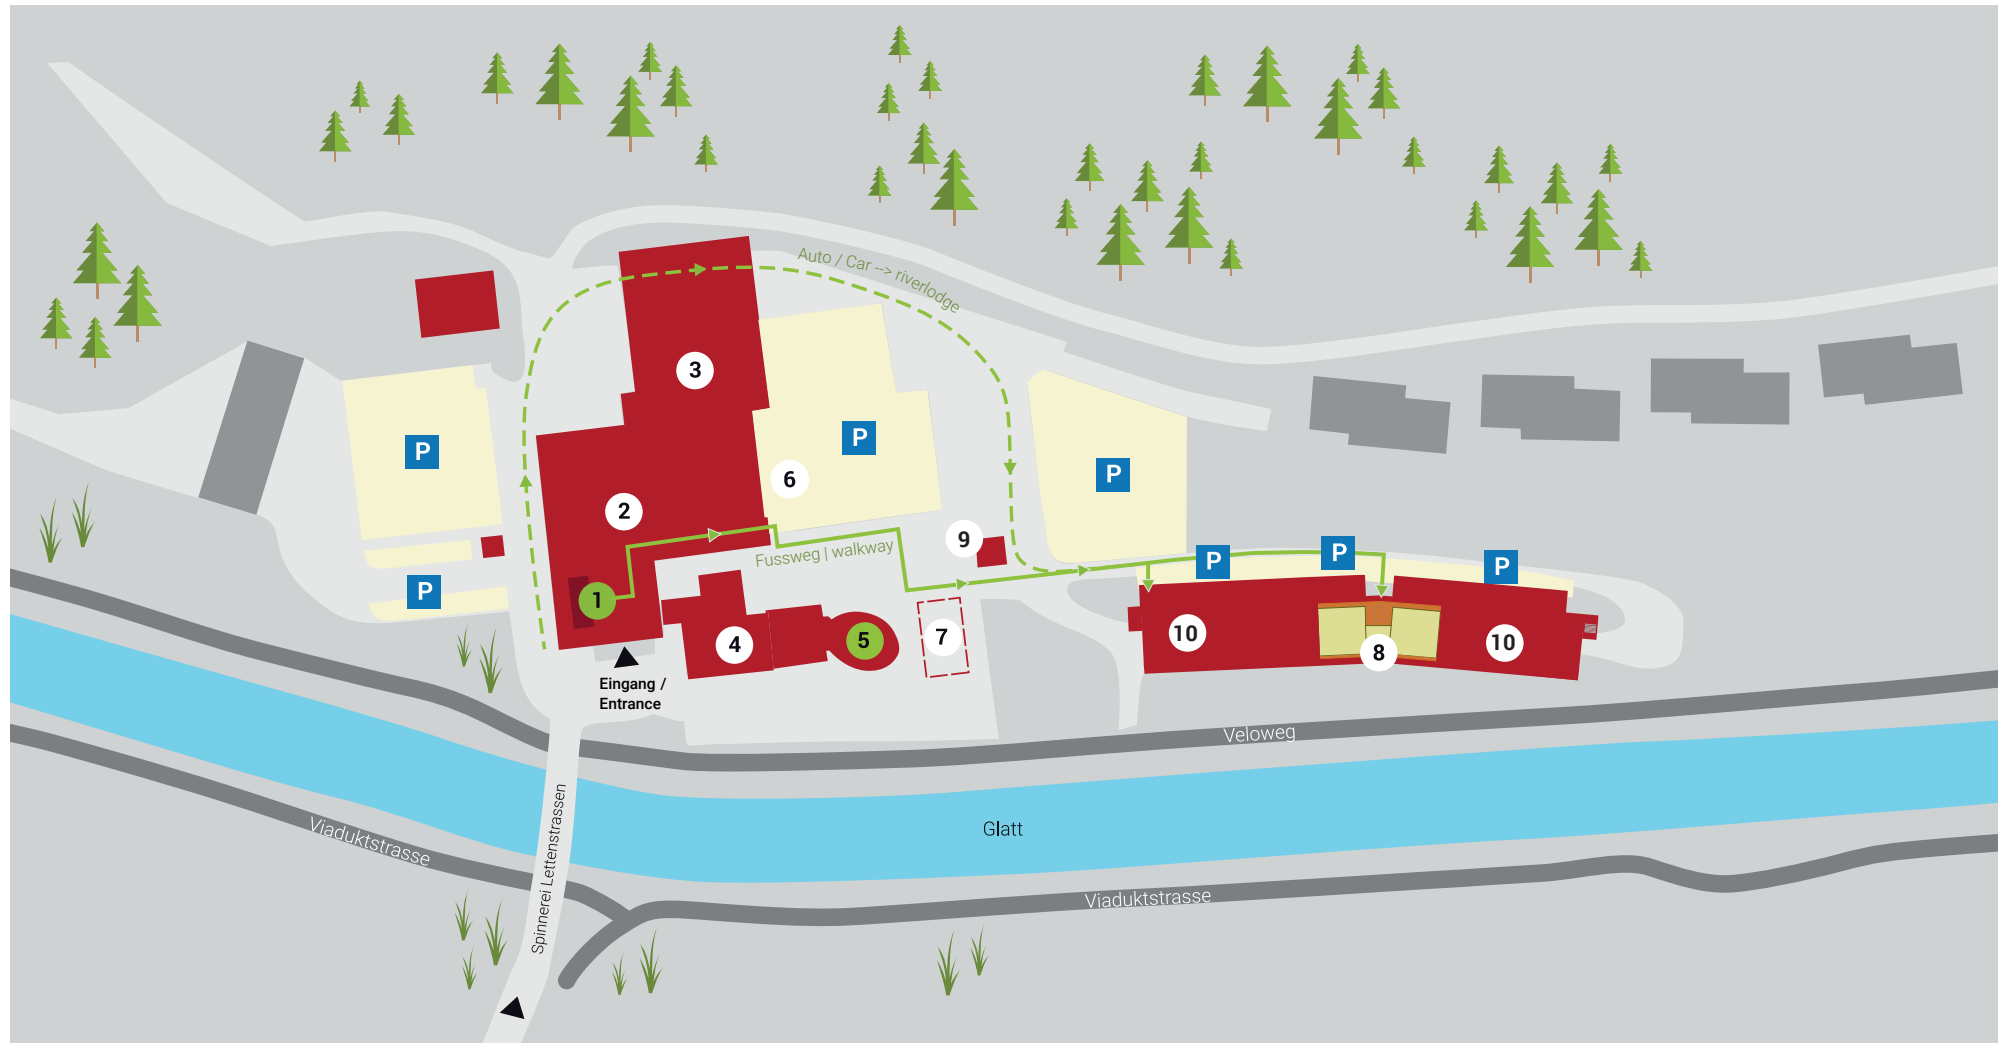 Auto / Car --> riverlodge
3
P
P
P
6
2
9
Fussweg | walkway
P
P
P
P
1
10
7
5
4
10
8
Eingang /
Entrance
Veloweg
Glatt
Spinnerei Lettenstrassen
Viaduktstrasse
Viaduktstrasse